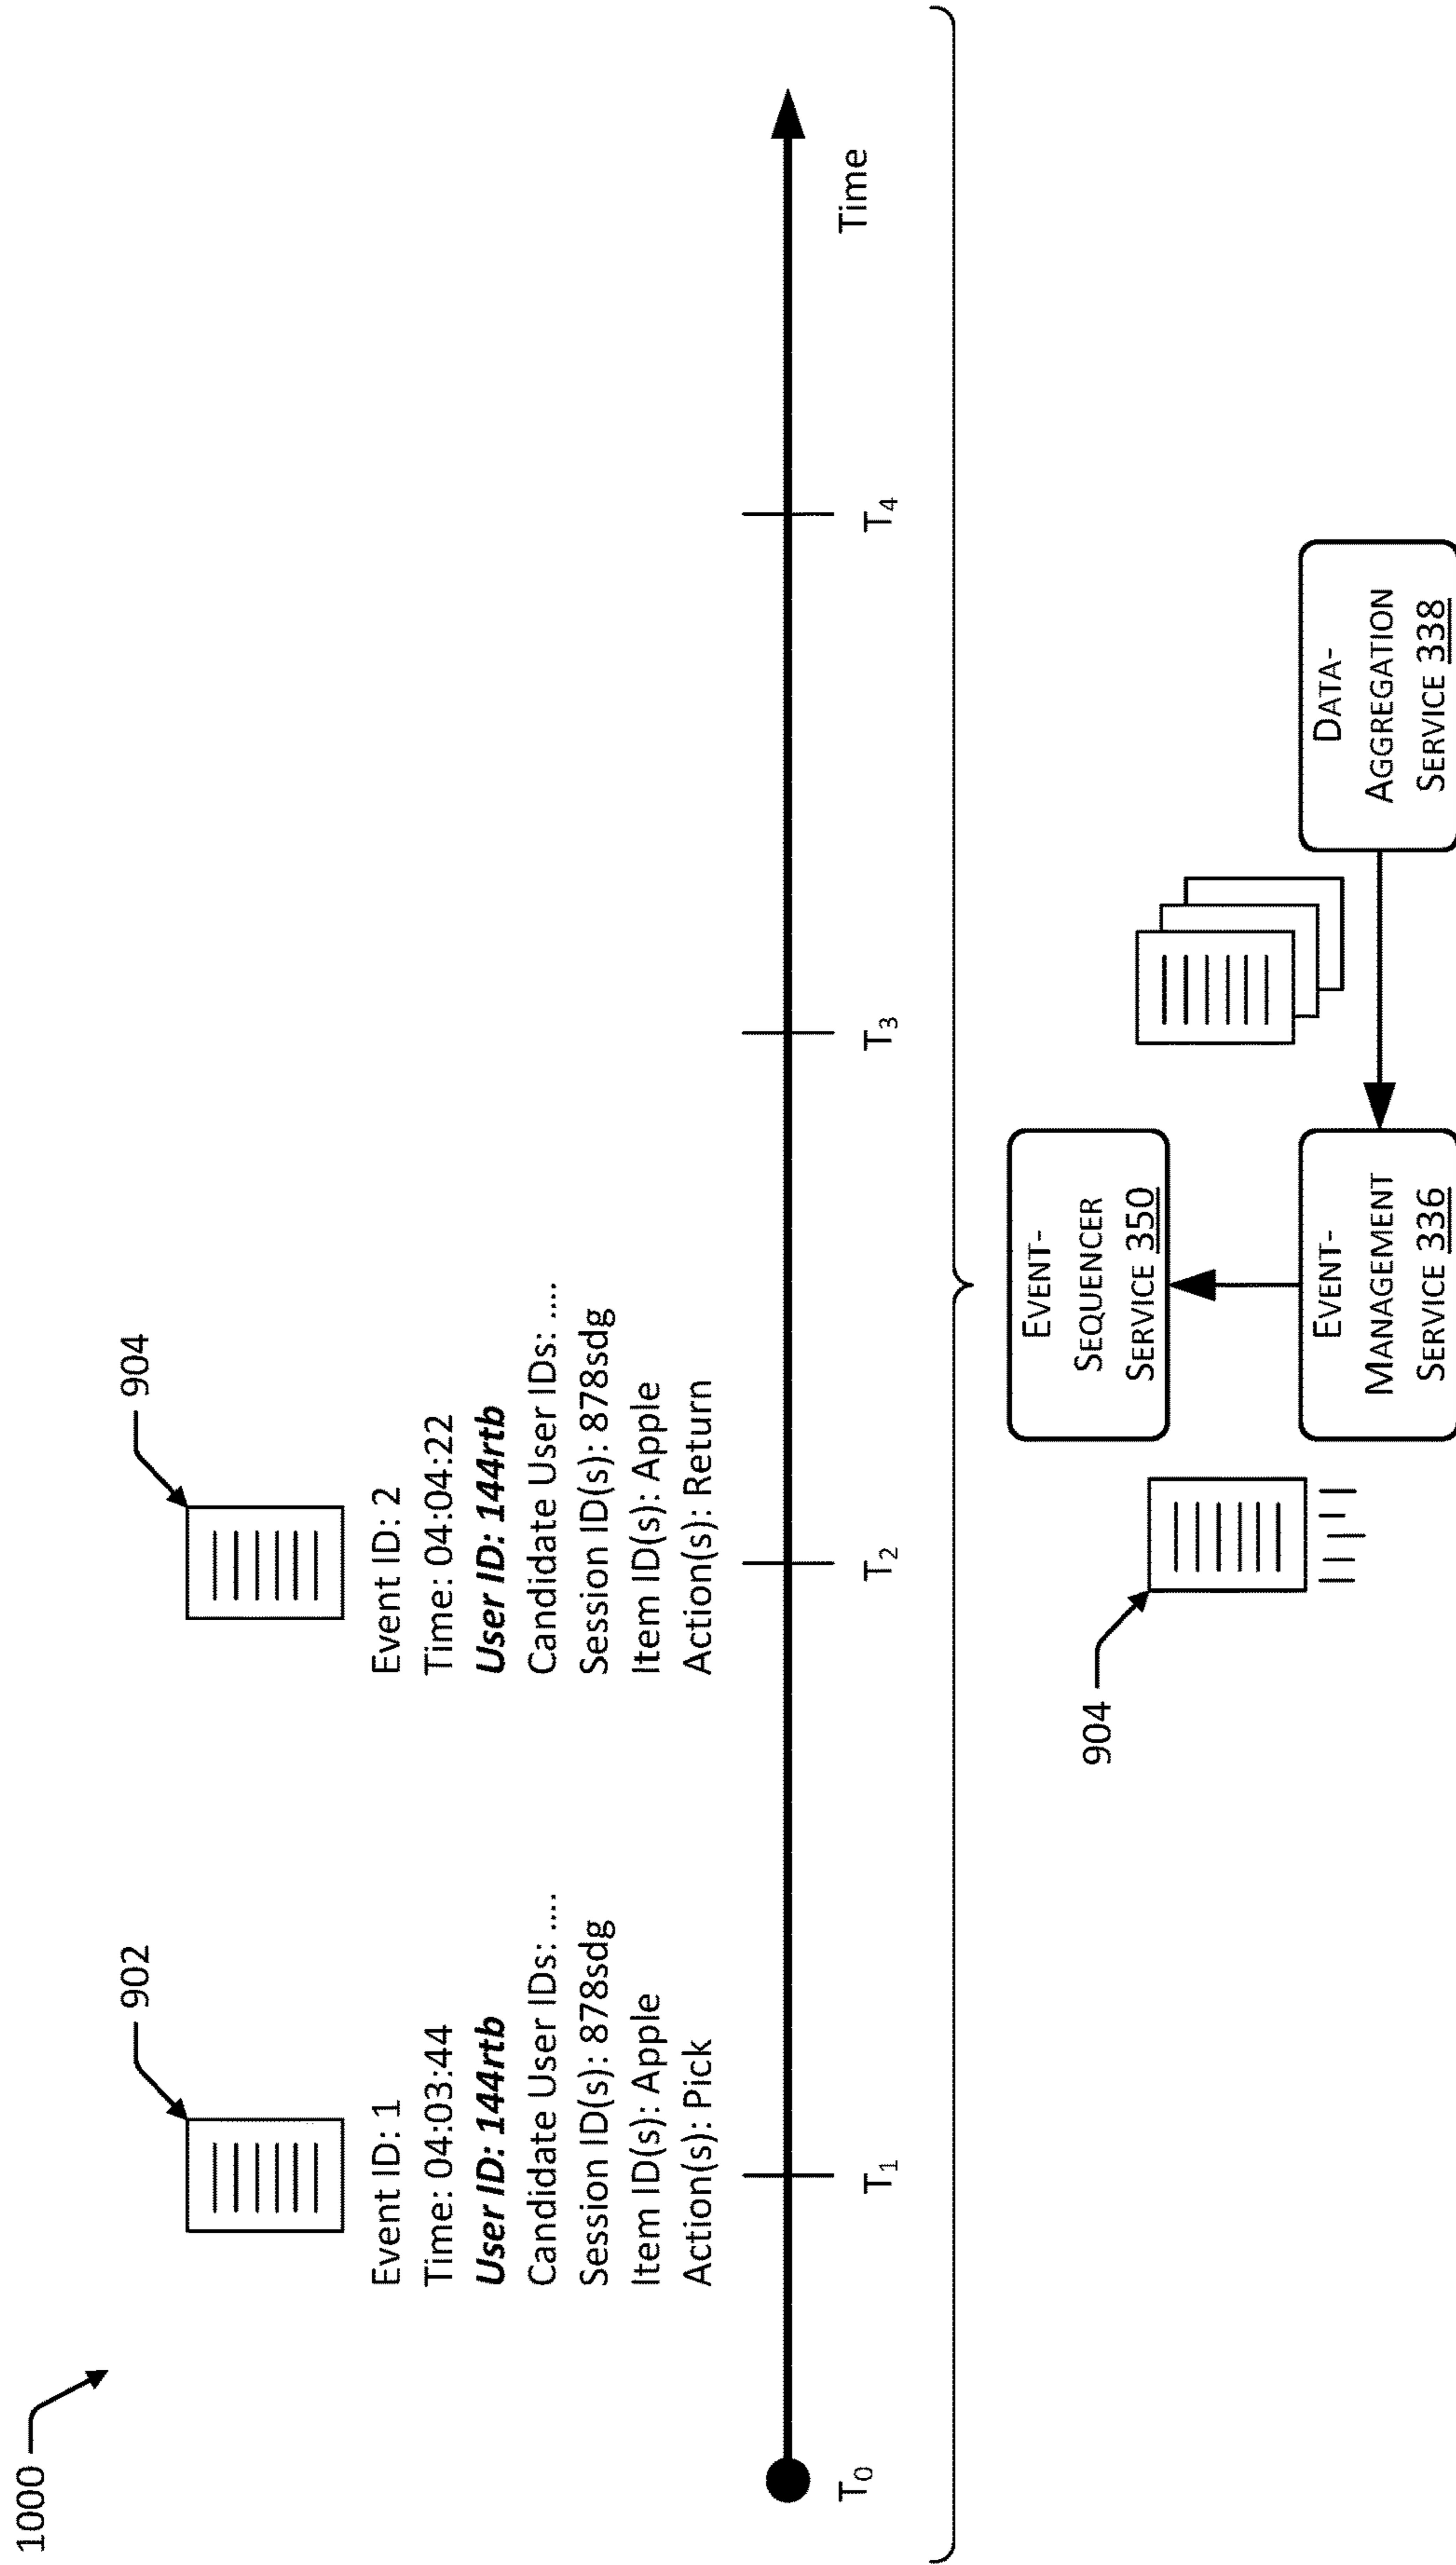 1000
902
Event ID: 1
Time: 04:03:44
User ID: 144rtb
Candidate User IDs: ....
Session ID(s): 878sdg
Item ID(s): Apple
Action(s): Pick
904
Event ID: 2
Time: 04:04:22
User ID: 144rtb
Candidate User IDs: ....
Session ID(s): 878sdg
Item ID(s): Apple
Action(s): Return
T0
T1
T2
T3
T4
Time
904
EVENT-
SEQUENCER
SERVICE 350
EVENT-
MANAGEMENT
SERVICE 336
DATA-
AGGREGATION
SERVICE 338